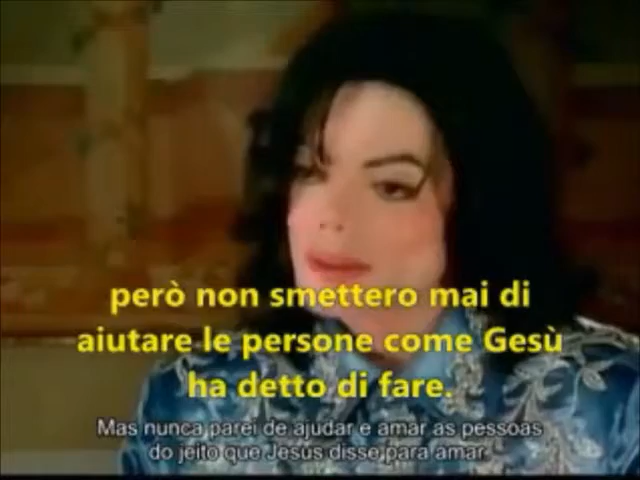 però non smettero mai di
aiutare le persone come Gesù
ha detto di fare.
Mas nunca parei de ajudar e amar as pessoas
do jeito que Jesus disse para amar